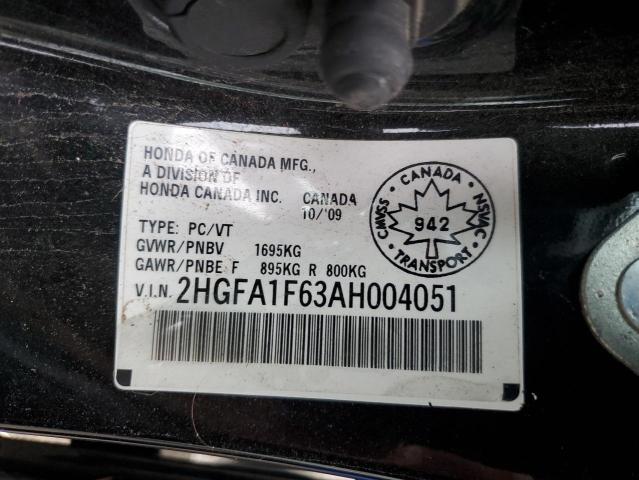 HONDA OF CANADA MFG.,
A DIVISION OF
HONDA CANADA INC. CANADA
10/'09
TYPE: PC/VT
GVWR/PNBV 1695KG
GAWR/PNBE F 895KG R 800KG
V.I.N. 2HGFA1F63AH004051
CANADA
CMVSS
942
NSVAC
TRANSPORT